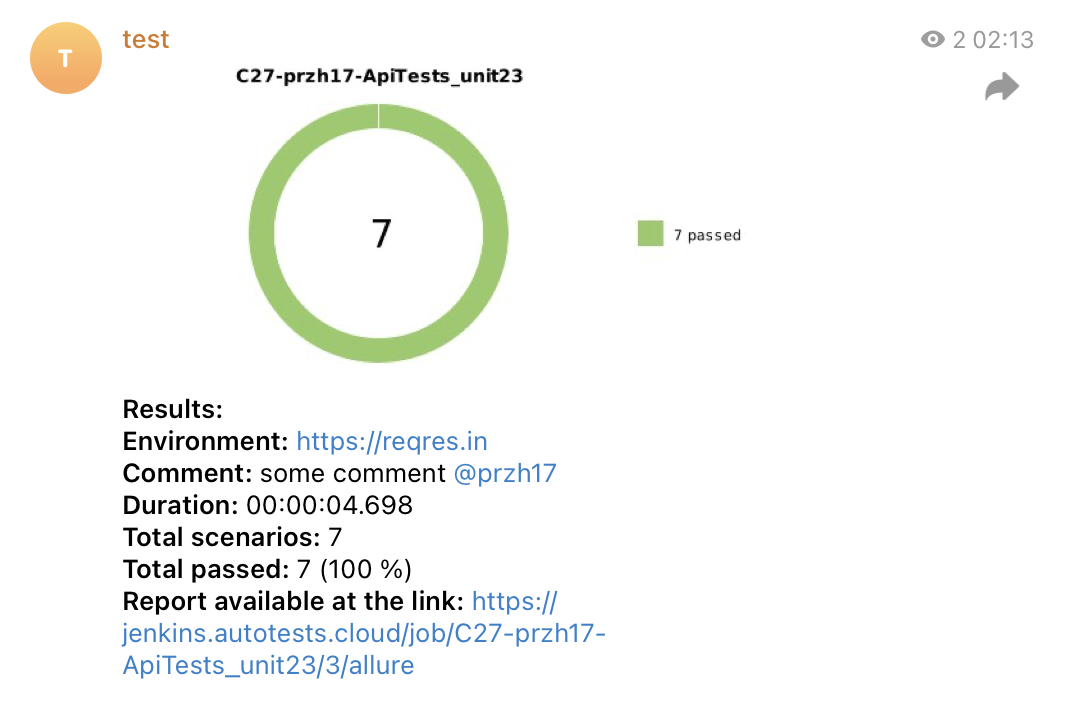 T
test
2 02:13
C27-przh17-ApiTests_unit23
7
7 passed
Results:
Environment: https://reqres.in
Comment: some comment @przh17
Duration: 00:00:04.698
Total scenarios: 7
Total passed: 7 (100 %)
Report available at the link: https://
jenkins.autotests.cloud/job/C27-przh17-
ApiTests_unit23/3/allure